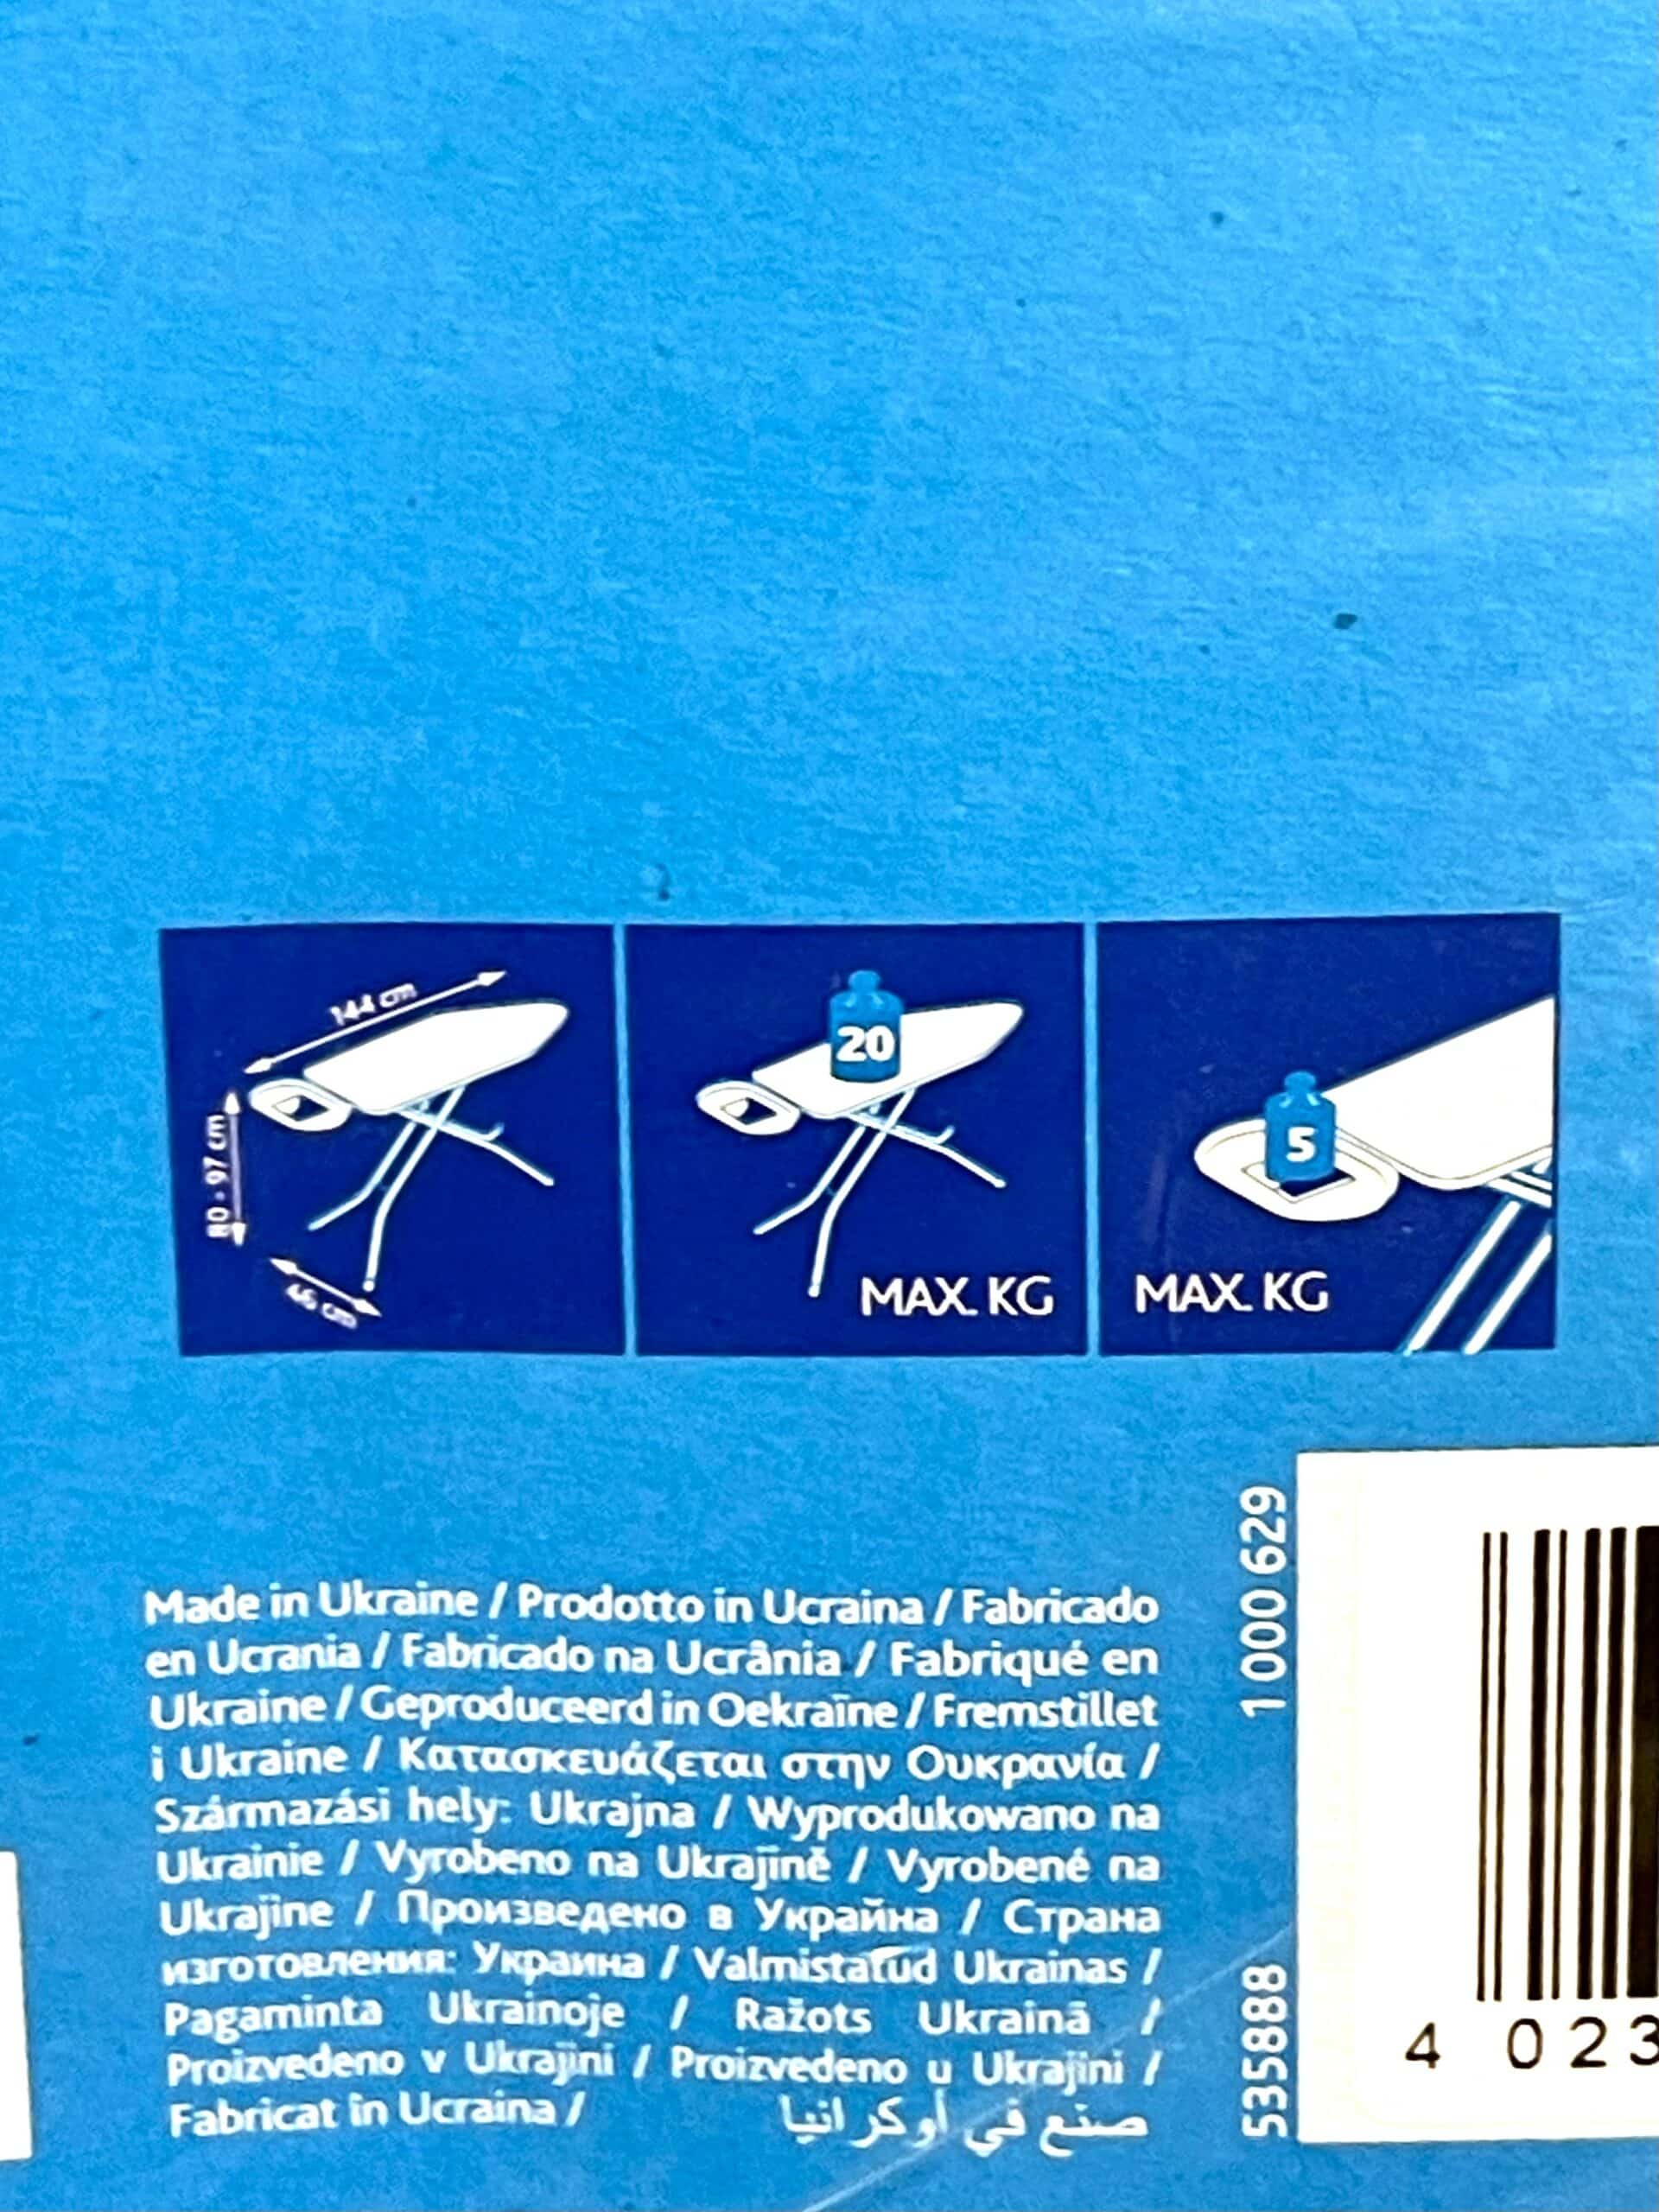 144 cm
80 - 97 cm
46 cm
20
MAX. KG
5
MAX. KG
Made in Ukraine / Prodotto in Ucraina / Fabricado
en Ucrania / Fabricado na Ucrânia / Fabriqué en
Ukraine / Geproduceerd in Oekraïne / Fremstillet
i Ukraine / Κατασκευάζεται στην Ουκρανία /
Származási hely: Ukrajna / Wyprodukowano na
Ukrainie / Vyrobeno na Ukrajině / Vyrobené na
Ukrajine / Произведено в Украйна / Страна
изготовления: Украина / Valmistatud Ukrainas /
Pagaminta Ukrainoje / Ražots Ukrainā /
Proizvedeno v Ukrajini / Proizvedeno u Ukrajini /
Fabricat în Ucraina / صنع في أوكرانيا
1 000 629
535888
4 023